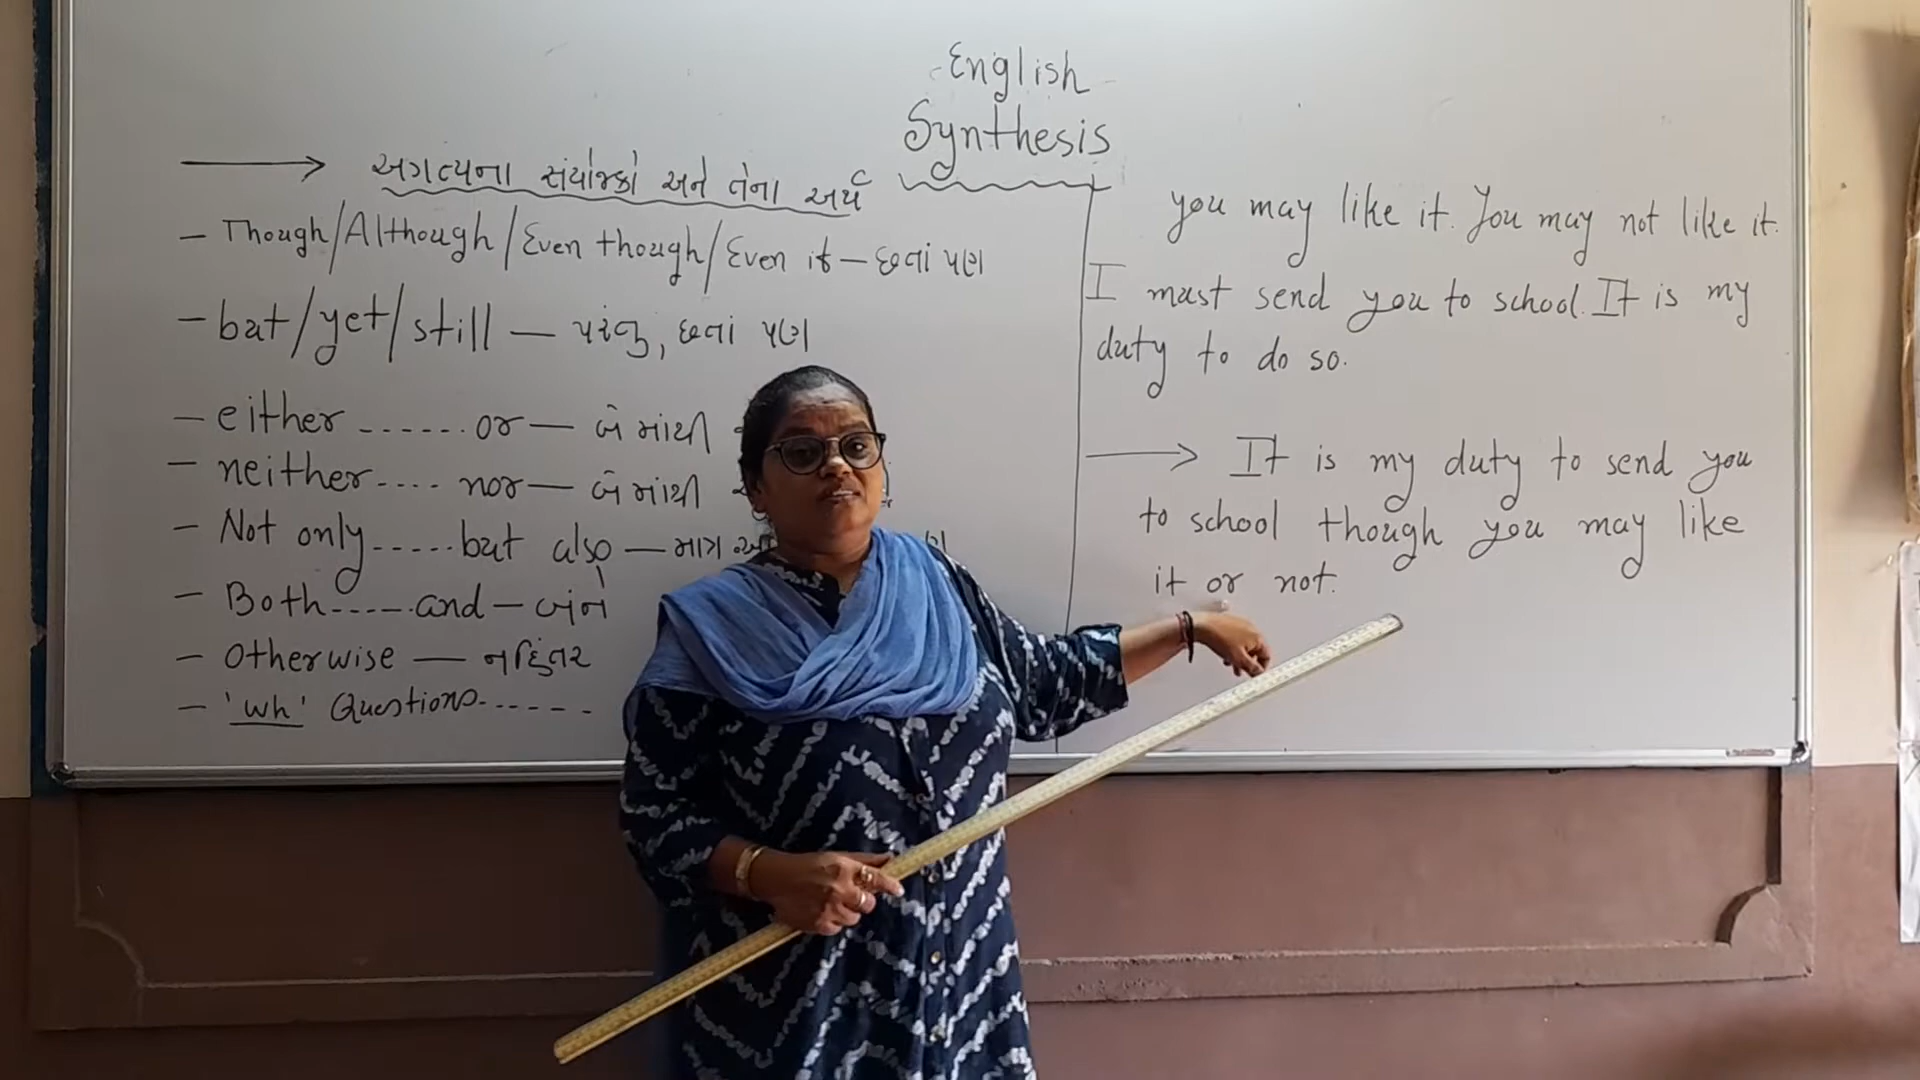 English
Synthesis
અગત્યના સંયોજકો અને તેના અર્થ
- Though/Although/Even though/Even if - છતાં પણ
- but/yet/still - પરંતુ, છતાં પણ
- either ...... or - બે માંથી
- neither .... nor - બે માંથી
- Not only ..... but also - માત્ર
- Both ..... and - બંને
- Otherwise - નહિંતર
- 'wh' Questions ......
you may like it. You may not like it.
I must send you to school. It is my
duty to do so.
→ It is my duty to send you
to school though you may like
it or not.